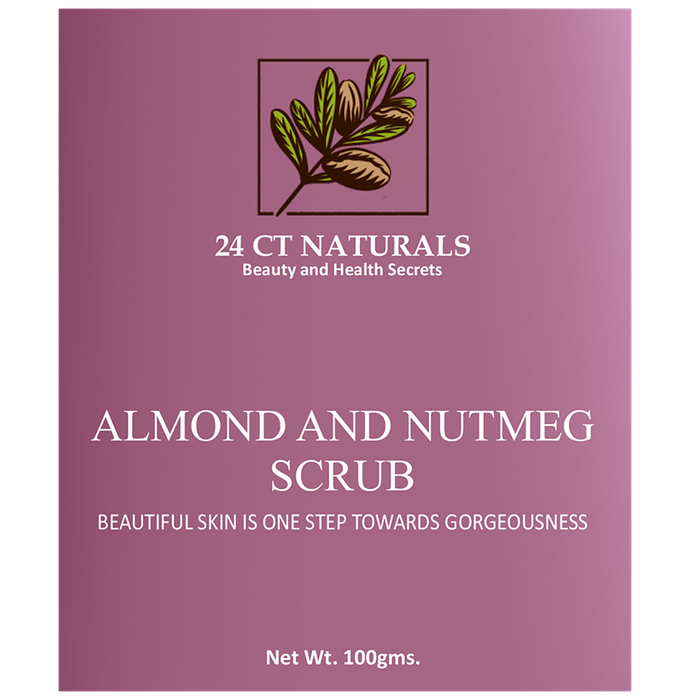 24 CT NATURALS
Beauty and Health Secrets
ALMOND AND NUTMEG
SCRUB
BEAUTIFUL SKIN IS ONE STEP TOWARDS GORGEOUSNESS
Net Wt. 100gms.